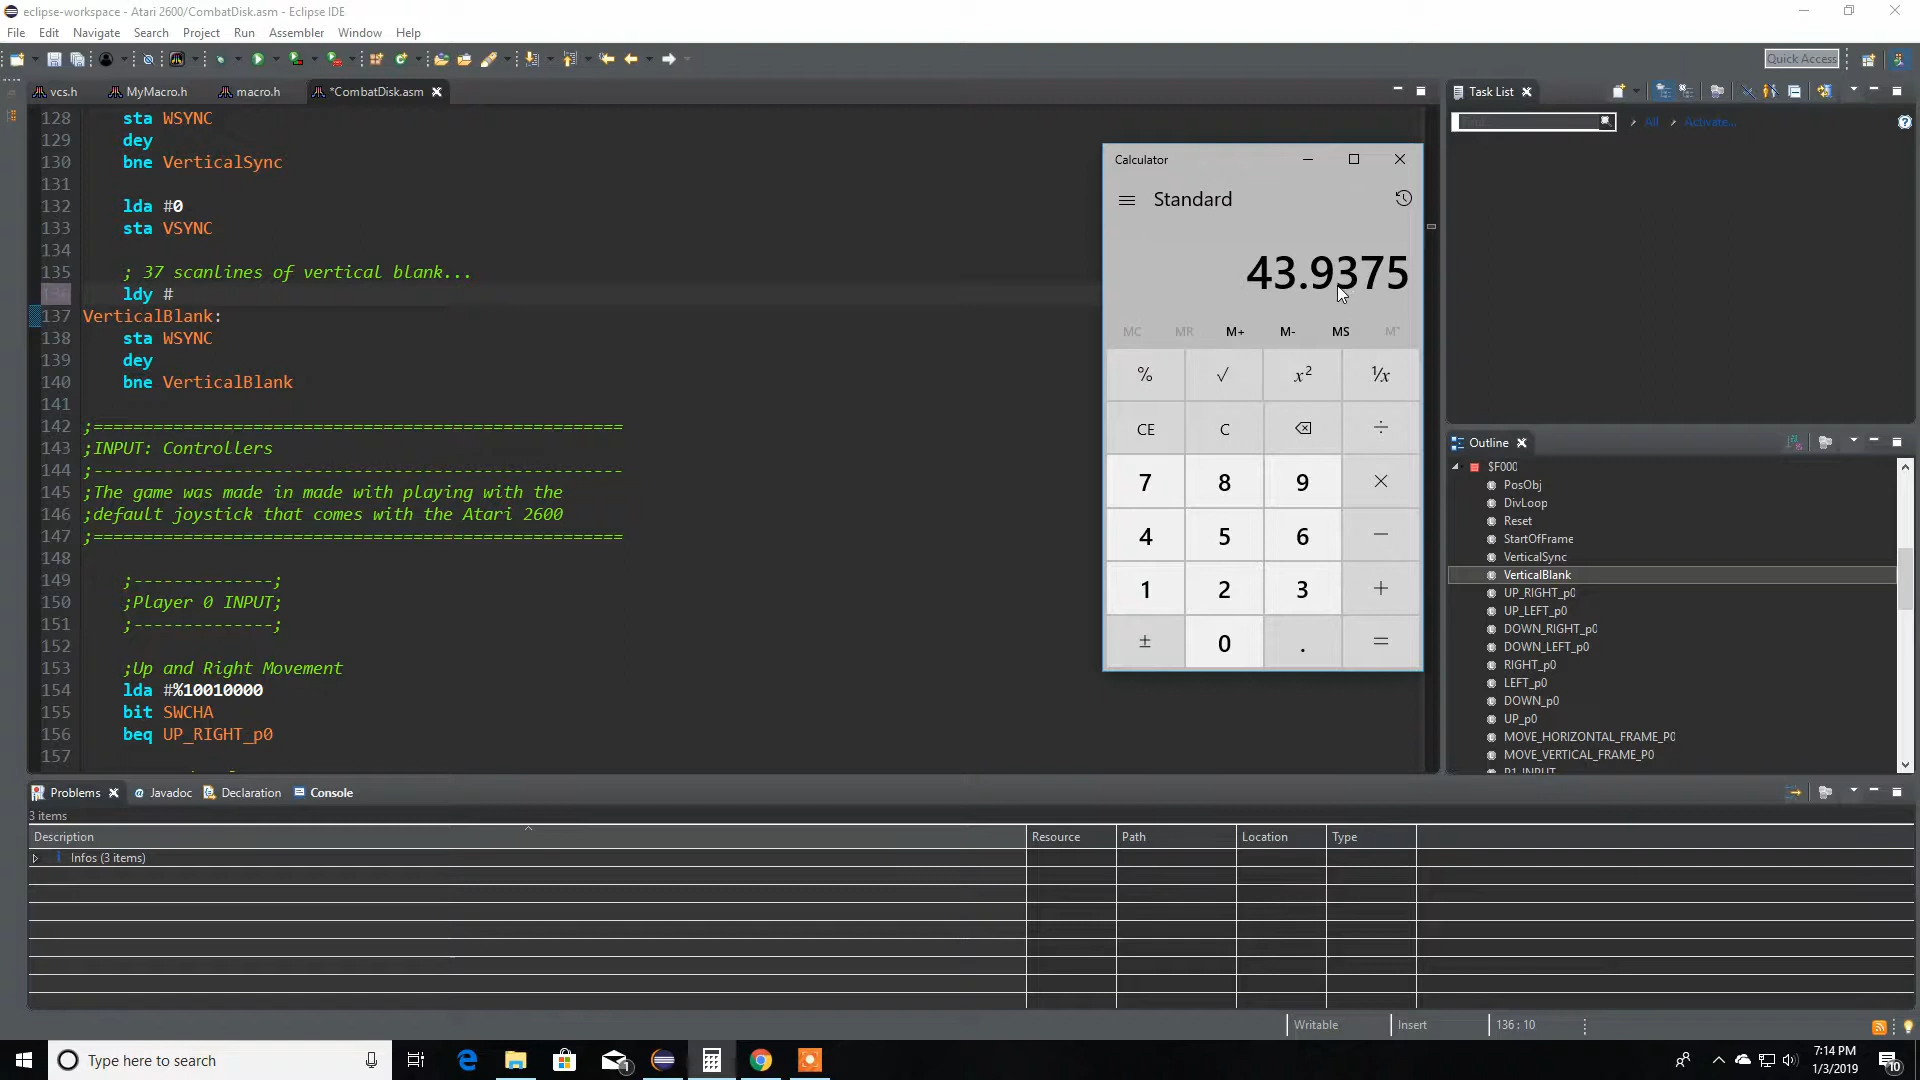 eclipse-workspace - Atari 2600/CombatDisk.asm - Eclipse IDE
File Edit Navigate Search Project Run Assembler Window Help
Quick Access
vcs.h MyMacro.h macro.h *CombatDisk.asm
128 sta WSYNC
129 dey
130 bne VerticalSync
131
132 lda #0
133 sta VSYNC
134
135 ; 37 scanlines of vertical blank...
136 ldy #
137 VerticalBlank:
138 sta WSYNC
139 dey
140 bne VerticalBlank
141
142 ;=====================================================
143 ;INPUT: Controllers
144 ;-----------------------------------------------------
145 ;The game was made in made with playing with the
146 ;default joystick that comes with the Atari 2600
147 ;=====================================================
148
149 ;--------------;
150 ;Player 0 INPUT;
151 ;--------------;
152
153 ;Up and Right Movement
154 lda #%10010000
155 bit SWCHA
156 beq UP_RIGHT_p0
157
Calculator
Standard
43.9375
MC MR M+ M- MS M˅
% √ x² ¹/x
CE C ⌫ ÷
7 8 9 ×
4 5 6 −
1 2 3 +
± 0 . =
Task List
All Activate...
Outline
$F000
PosObj
DivLoop
Reset
StartOfFrame
VerticalSync
VerticalBlank
UP_RIGHT_p0
UP_LEFT_p0
DOWN_RIGHT_p0
DOWN_LEFT_p0
RIGHT_p0
LEFT_p0
DOWN_p0
UP_p0
MOVE_HORIZONTAL_FRAME_P0
MOVE_VERTICAL_FRAME_P0
P1_INPUT
Problems @ Javadoc Declaration Console
3 items
Description Resource Path Location Type
Infos (3 items)
Writable Insert 136 : 10
Type here to search
1
7:14 PM
1/3/2019
10